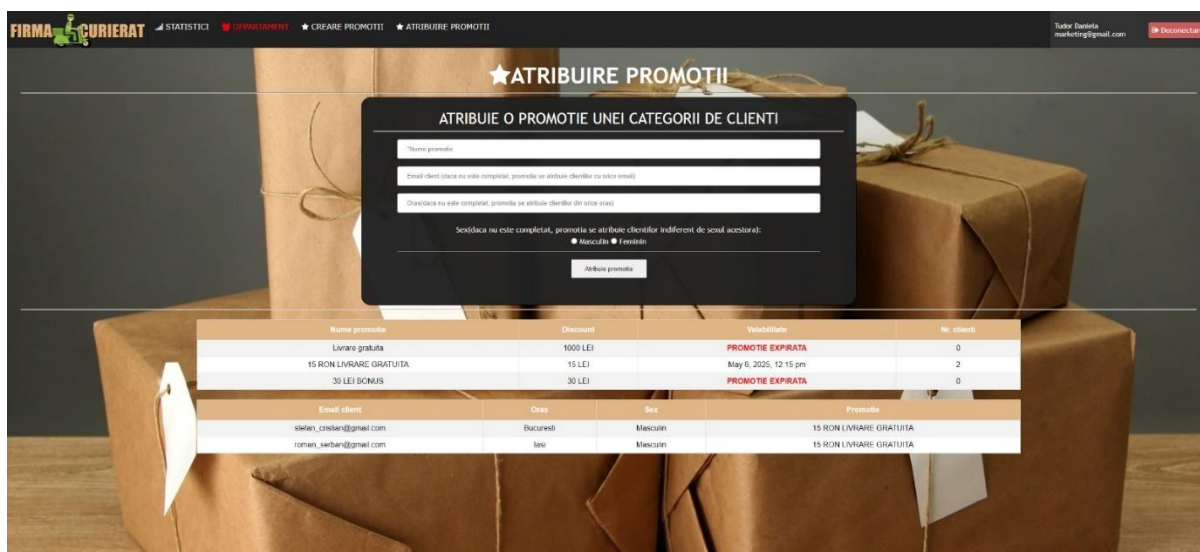 FIRMA CURIERAT
STATISTICI DEPARTAMENT CREARE PROMOTII ATRIBUIRE PROMOTII
Tudor Daniela
marketing@gmail.com
Deconectar
ATRIBUIRE PROMOTII
ATRIBUIE O PROMOTIE UNEI CATEGORII DE CLIENTI
*Nume promotie
Email client (daca nu este completat, promotia se atribuie clientilor cu orice email)
Oras(daca nu este completat, promotia se atribuie clientilor din orice oras)
Sex(daca nu este completat, promotia se atribuie clientilor indiferent de sexul acestora):
Masculin Feminin
Atribuie promotia
Nume promotie Discount Valabilitate Nr. clienti
Livrare gratuita 1000 LEI PROMOTIE EXPIRATA 0
15 RON LIVRARE GRATUITA 15 LEI May 6, 2025, 12:15 pm 2
30 LEI BONUS 30 LEI PROMOTIE EXPIRATA 0
Email client Oras Sex Promotie
stefan_cristian@gmail.com Bucuresti Masculin 15 RON LIVRARE GRATUITA
roman_serban@gmail.com Iasi Masculin 15 RON LIVRARE GRATUITA